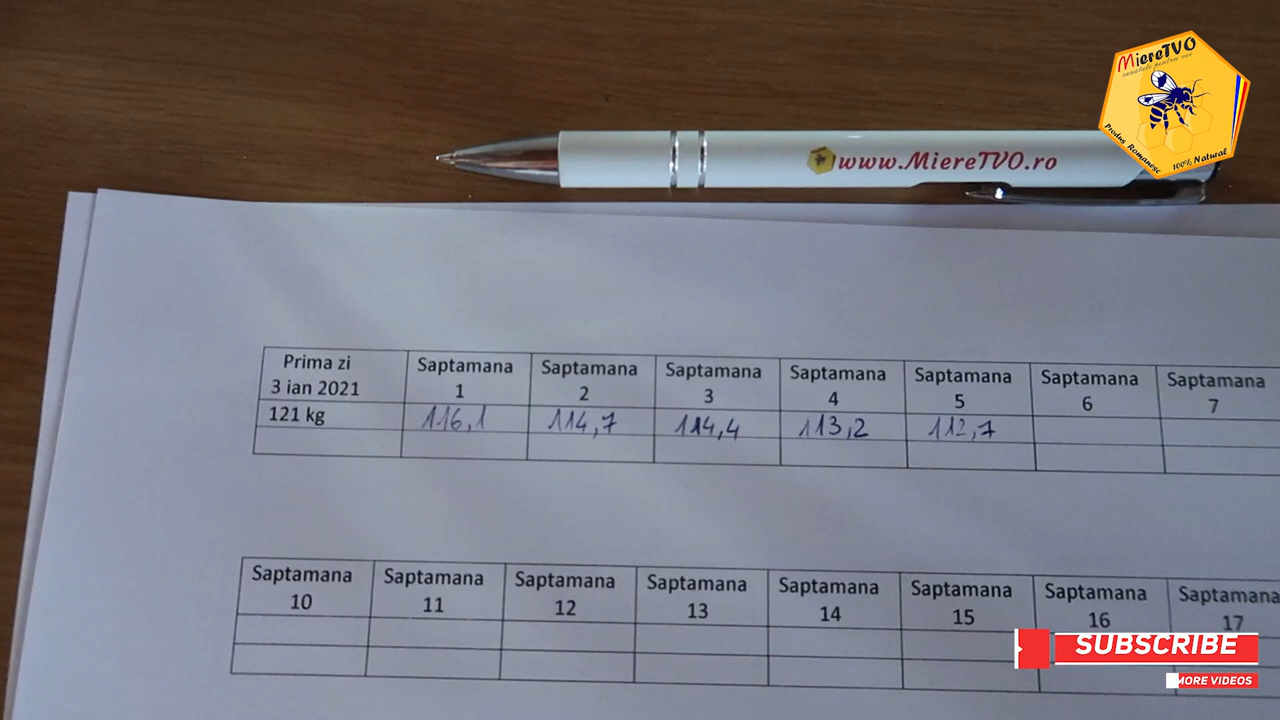 MiereTVO
sanatate pentru voi
Produs Romanesc
100% Natural
www.MiereTVO.ro
Prima zi
3 ian 2021
Saptamana
1
Saptamana
2
Saptamana
3
Saptamana
4
Saptamana
5
Saptamana
6
Saptamana
7
121 kg
116,1
114,7
114,4
113,2
112,7
Saptamana
10
Saptamana
11
Saptamana
12
Saptamana
13
Saptamana
14
Saptamana
15
Saptamana
16
Saptamana
17
SUBSCRIBE
MORE VIDEOS